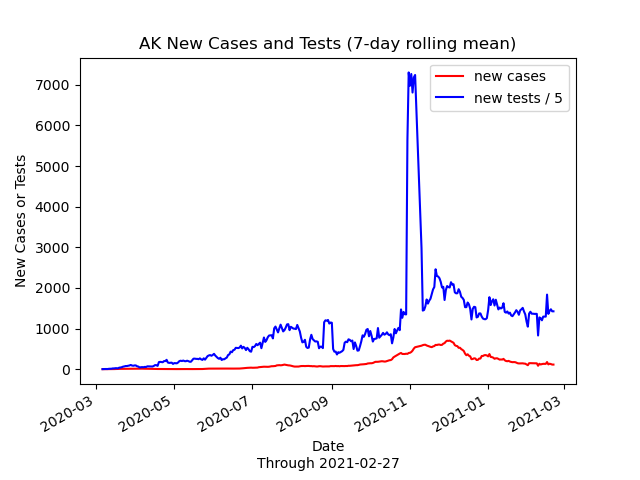 AK New Cases and Tests (7-day rolling mean)
new cases
new tests / 5
New Cases or Tests
7000
6000
5000
4000
3000
2000
1000
0
2020-03
2020-05
2020-07
2020-09
2020-11
2021-01
2021-03
Date
Through 2021-02-27